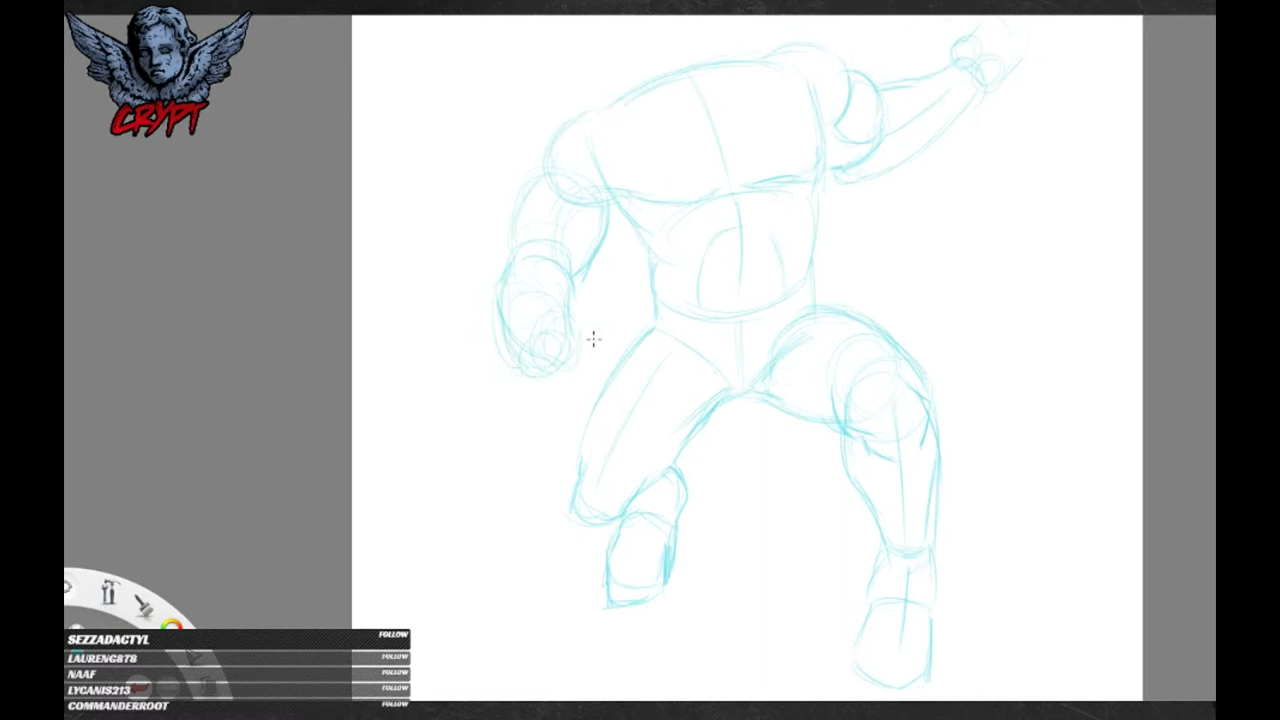 CRYPT
SEZZADACTYL FOLLOW
LAURENG878 FOLLOW
NAAF FOLLOW
LYCANIS213 FOLLOW
COMMANDERROOT FOLLOW